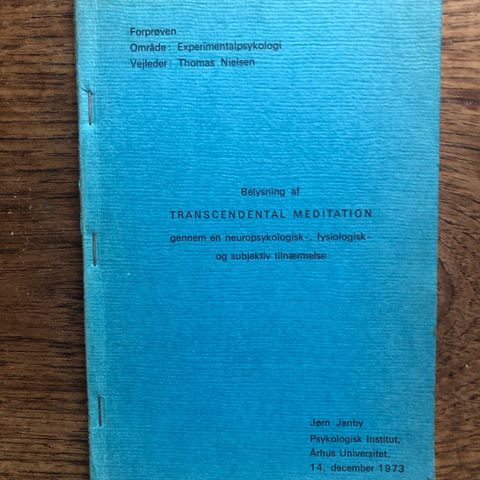 Forprøven
Område: Experimentalpsykologi
Vejleder: Thomas Nielsen
Belysning af
TRANSCENDENTAL MEDITATION
gennem en neuropsykologisk-, fysiologisk-
og subjektiv tilnærmelse
Jørn Janby
Psykologisk Institut,
Århus Universitet,
14. december 1973